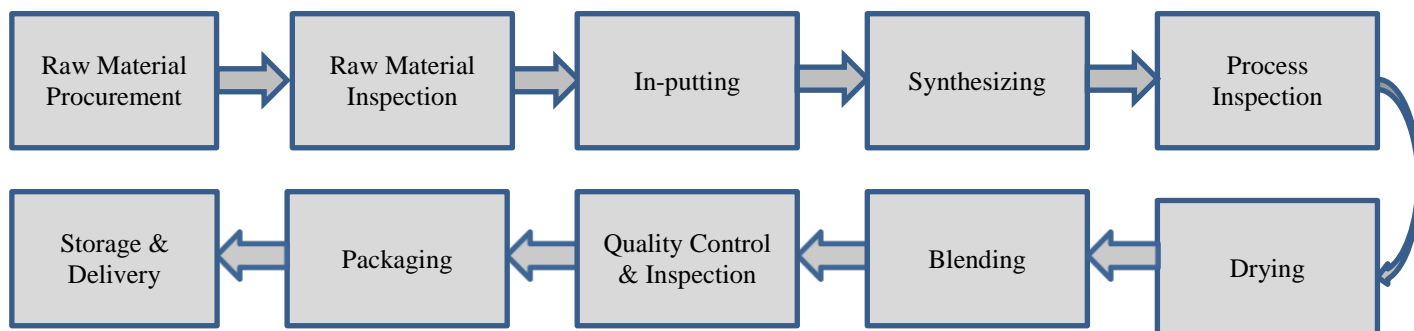 Raw Material
Procurement
Raw Material
Inspection
In-putting
Synthesizing
Process
Inspection
Drying
Blending
Quality Control
& Inspection
Packaging
Storage &
Delivery